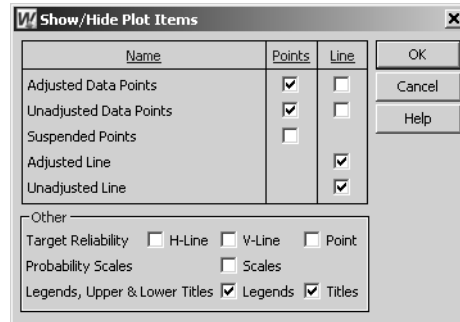 Show/Hide Plot Items
Name Points Line
Adjusted Data Points
Unadjusted Data Points
Suspended Points
Adjusted Line
Unadjusted Line
OK
Cancel
Help
Other
Target Reliability H-Line V-Line Point
Probability Scales Scales
Legends, Upper & Lower Titles Legends Titles